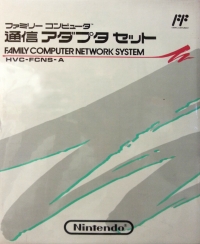 ファミリー コンピュータ
通信 アダプタ セット
FAMILY COMPUTER NETWORK SYSTEM
HVC-FCNS-A
FF
Nintendo